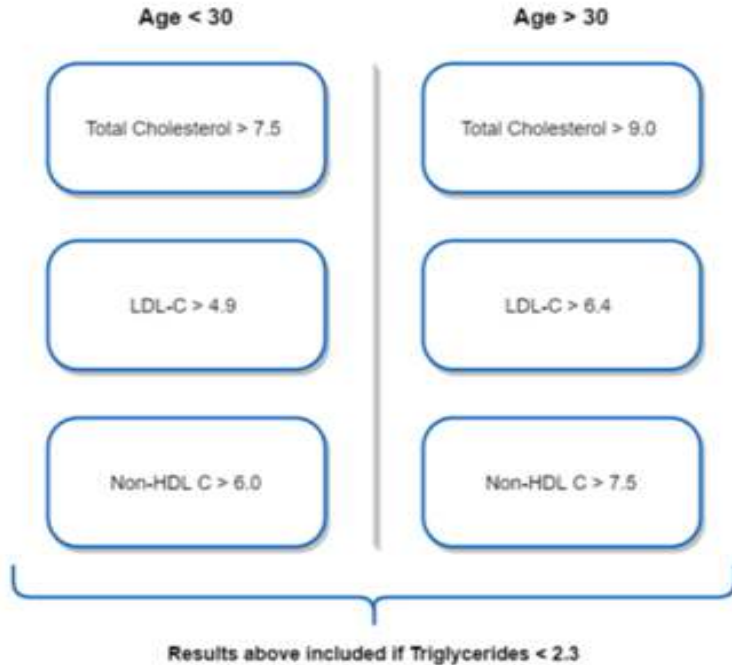 Age < 30
Total Cholesterol > 7.5
LDL-C > 4.9
Non-HDL C > 6.0
Age > 30
Total Cholesterol > 9.0
LDL-C > 6.4
Non-HDL C > 7.5
Results above included if Triglycerides < 2.3